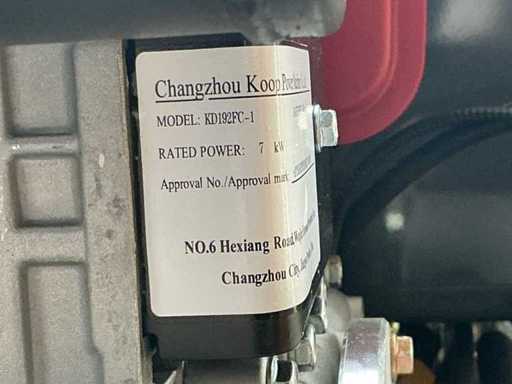 Changzhou Koop
MODEL: KD192FC-1
RATED POWER: 7 kW
Approval No./Approval mark:
NO.6 Hexiang Road,
Changzhou City,